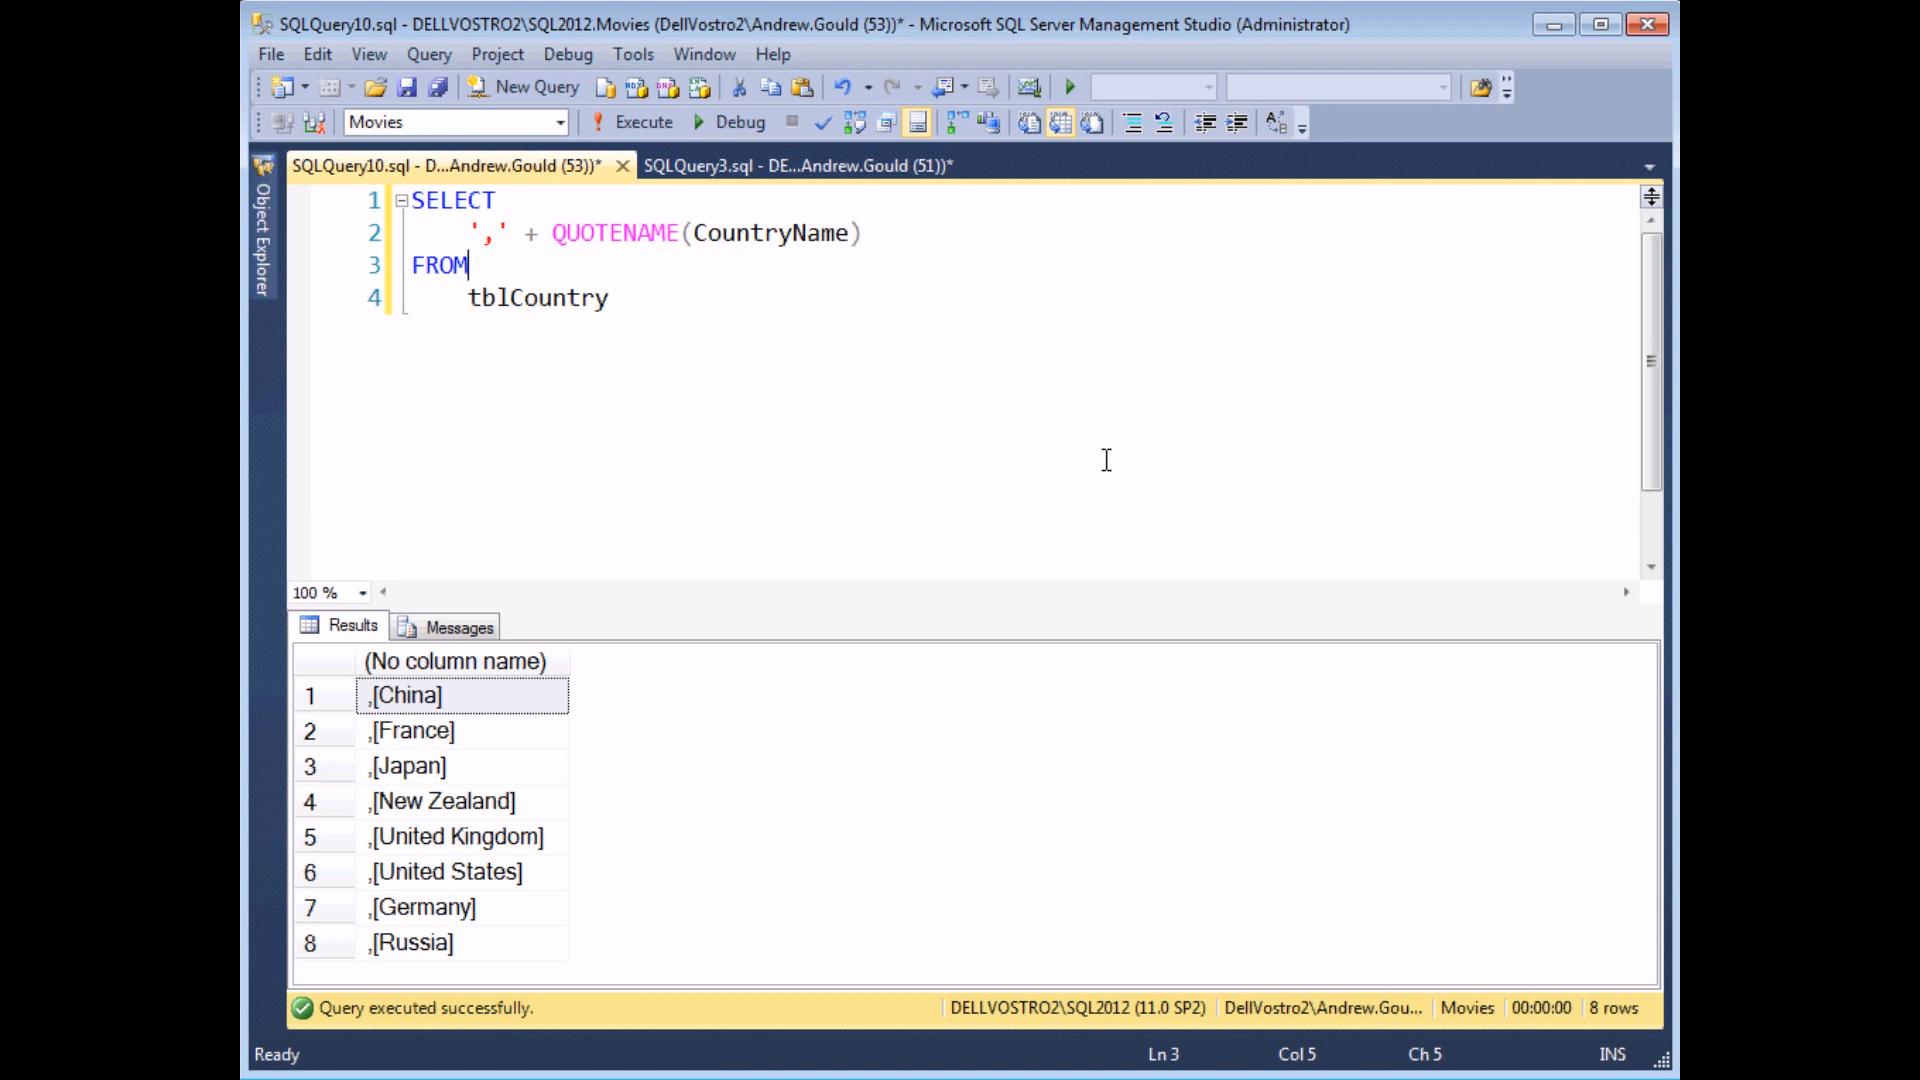 SQLQuery10.sql - DELLVOSTRO2\SQL2012.Movies (DellVostro2\Andrew.Gould (53))* - Microsoft SQL Server Management Studio (Administrator)
File Edit View Query Project Debug Tools Window Help
New Query
Movies Execute Debug
SQLQuery10.sql - D...Andrew.Gould (53))* SQLQuery3.sql - DE...Andrew.Gould (51))*
Object Explorer
1 SELECT
2 ',' + QUOTENAME(CountryName)
3 FROM
4 tblCountry
100 %
Results Messages
(No column name)
1 ,[China]
2 ,[France]
3 ,[Japan]
4 ,[New Zealand]
5 ,[United Kingdom]
6 ,[United States]
7 ,[Germany]
8 ,[Russia]
Query executed successfully. DELLVOSTRO2\SQL2012 (11.0 SP2) DellVostro2\Andrew.Gou... Movies 00:00:00 8 rows
Ready Ln 3 Col 5 Ch 5 INS